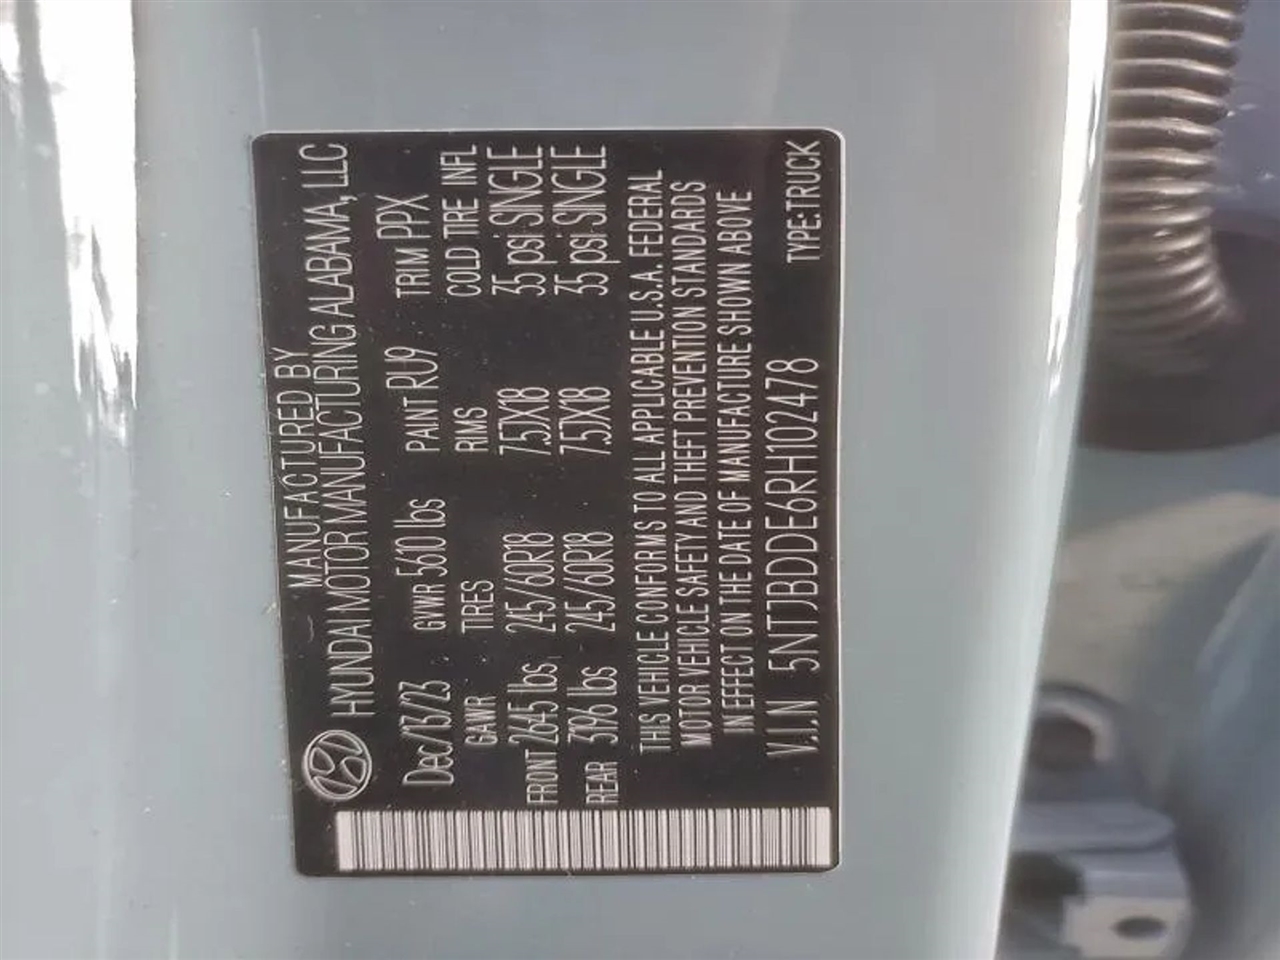 MANUFACTURED BY
HYUNDAI MOTOR MANUFACTURING ALABAMA, LLC
Dec/13/23 GVWR 5610 lbs PAINT RU9 TRIM PPX
GAWR TIRES RIMS COLD TIRE INFL
FRONT 2645 lbs 245/60R18 7.5JX18 35 psi SINGLE
REAR 3196 lbs 245/60R18 7.5JX18 35 psi SINGLE
THIS VEHICLE CONFORMS TO ALL APPLICABLE U.S.A. FEDERAL
MOTOR VEHICLE SAFETY AND THEFT PREVENTION STANDARDS
IN EFFECT ON THE DATE OF MANUFACTURE SHOWN ABOVE
V.I.N 5NTJBDDE6RH102478 TYPE:TRUCK